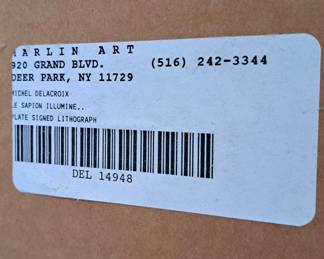 MARLIN ART
920 GRAND BLVD. (516) 242-3344
DEER PARK, NY 11729
MICHEL DELACROIX
LE SAPION ILLUMINE..
PLATE SIGNED LITHOGRAPH
DEL 14948